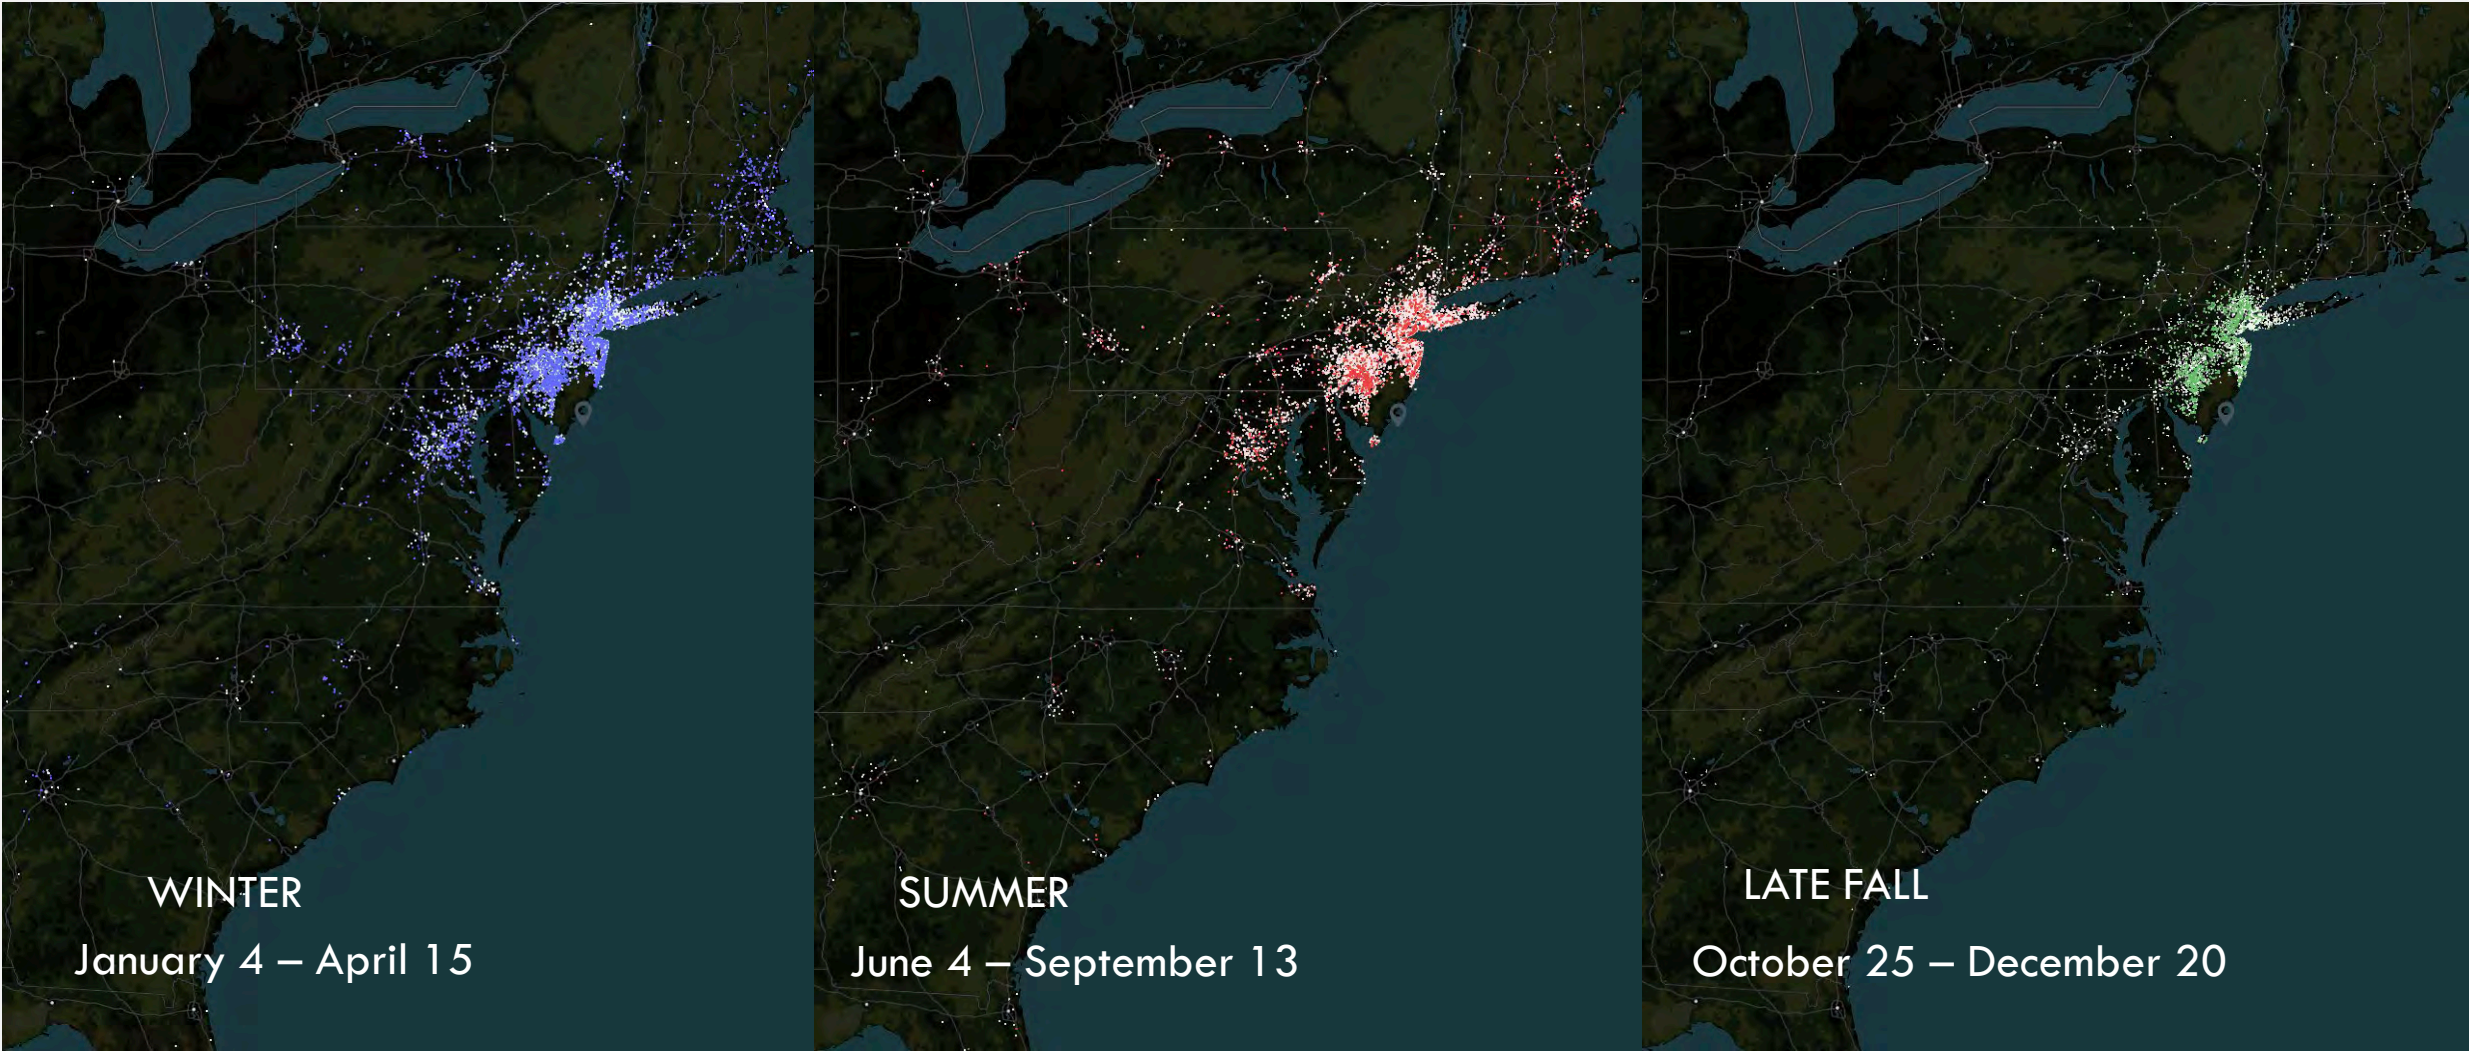 WINTER
January 4 – April 15
SUMMER
June 4 – September 13
LATE FALL
October 25 – December 20